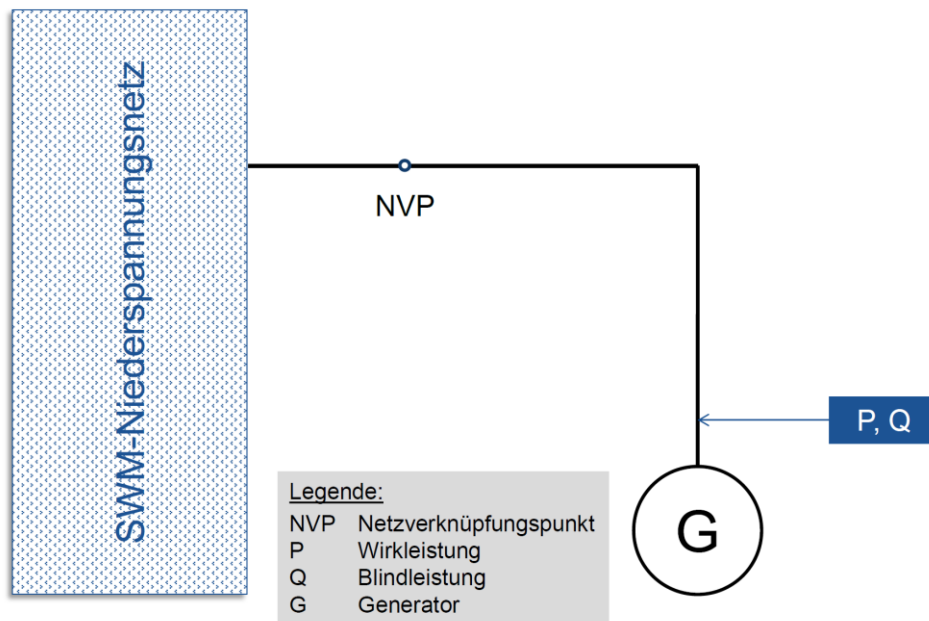 SWM-Niederspannungsnetz
NVP
P, Q
G
Legende:
NVP Netzverknüpfungspunkt
P Wirkleistung
Q Blindleistung
G Generator